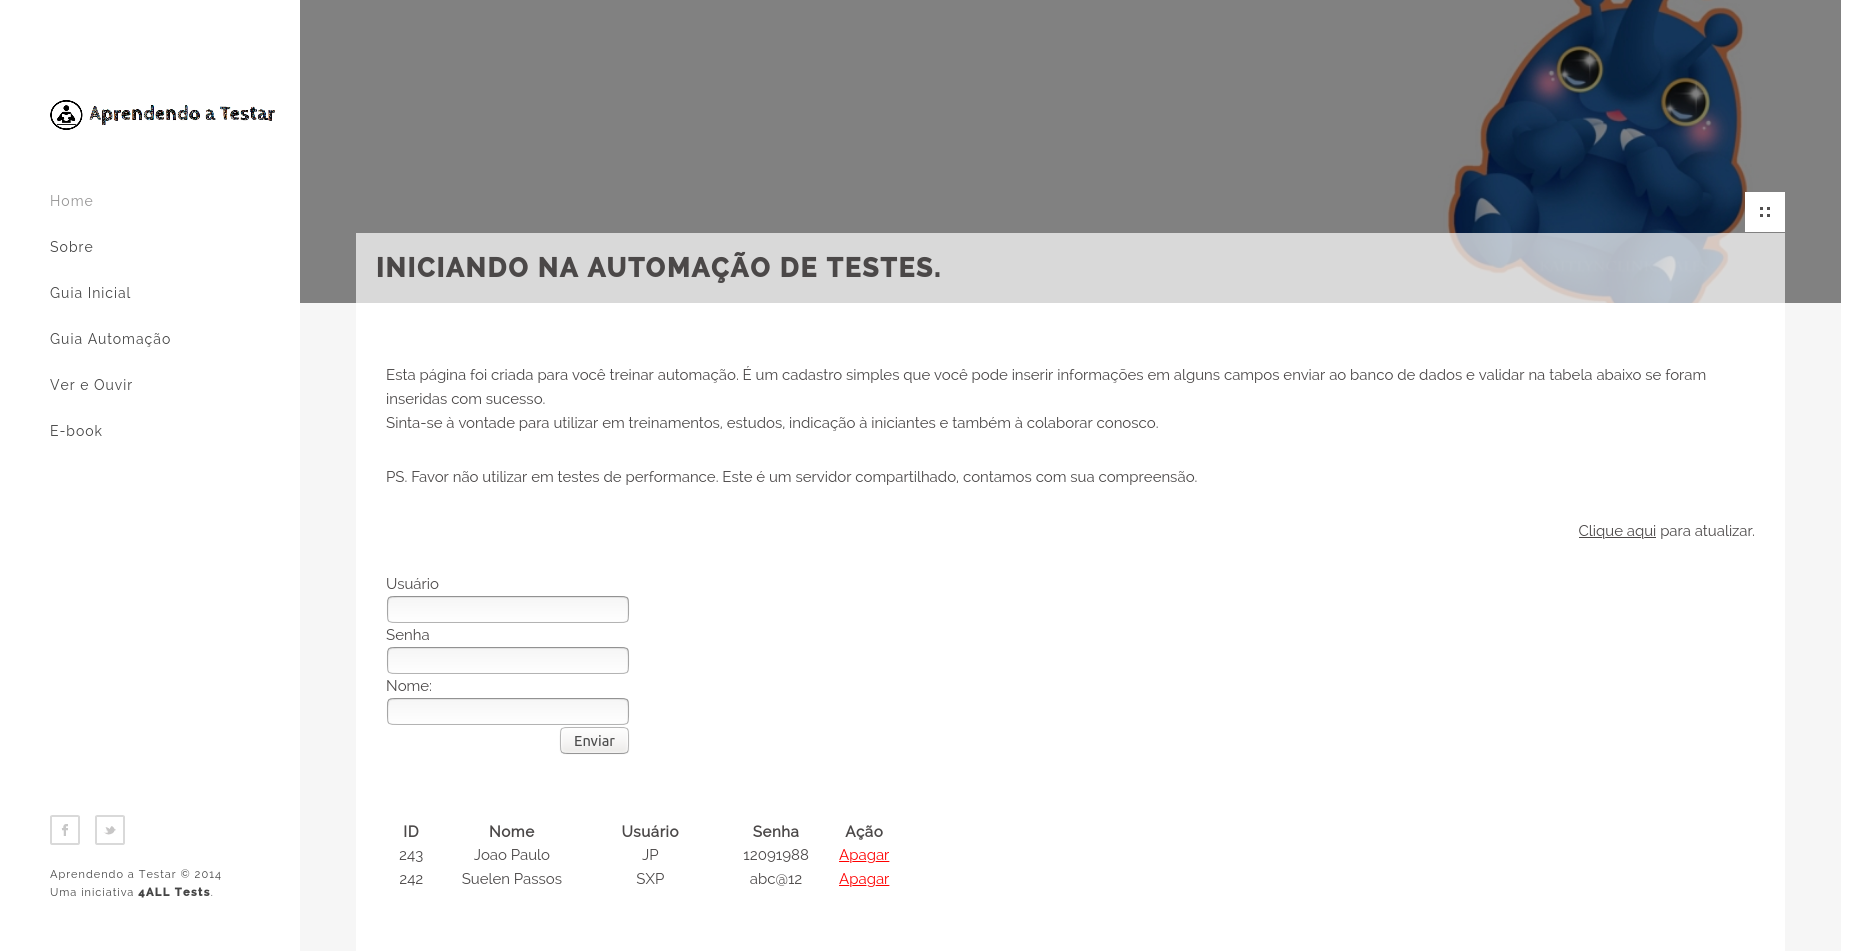 Aprendendo a Testar
Home
Sobre
Guia Inicial
Guia Automação
Ver e Ouvir
E-book
Aprendendo a Testar © 2014
Uma iniciativa 4ALL Tests.
INICIANDO NA AUTOMAÇÃO DE TESTES.
Esta página foi criada para você treinar automação. É um cadastro simples que você pode inserir informações em alguns campos enviar ao banco de dados e validar na tabela abaixo se foram
inseridas com sucesso.
Sinta-se à vontade para utilizar em treinamentos, estudos, indicação à iniciantes e também à colaborar conosco.
PS. Favor não utilizar em testes de performance. Este é um servidor compartilhado, contamos com sua compreensão.
Clique aqui para atualizar.
Usuário
Senha
Nome:
Enviar
ID Nome Usuário Senha Ação
243 Joao Paulo JP 12091988 Apagar
242 Suelen Passos SXP abc@12 Apagar